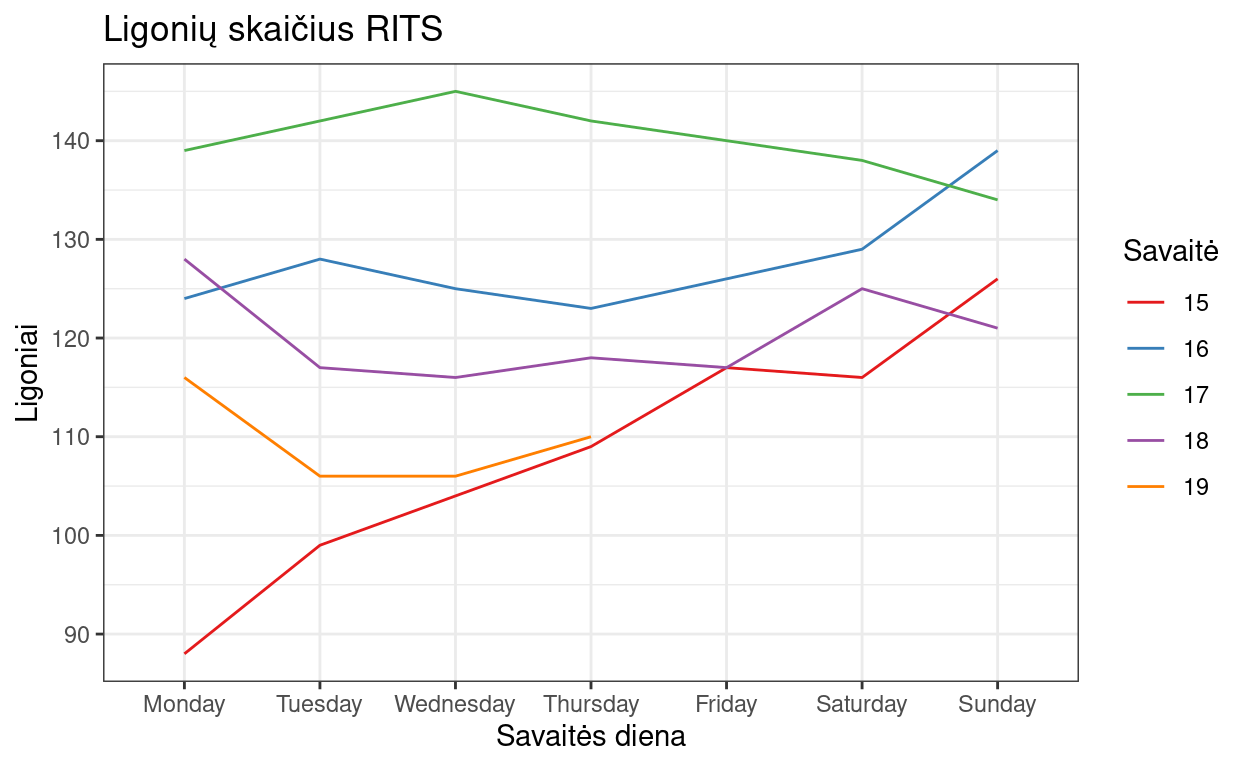 Ligonių skaičius RITS
Ligoniai
140
130
120
110
100
90
Monday Tuesday Wednesday Thursday Friday Saturday Sunday
Savaitės diena
Savaitė
15
16
17
18
19